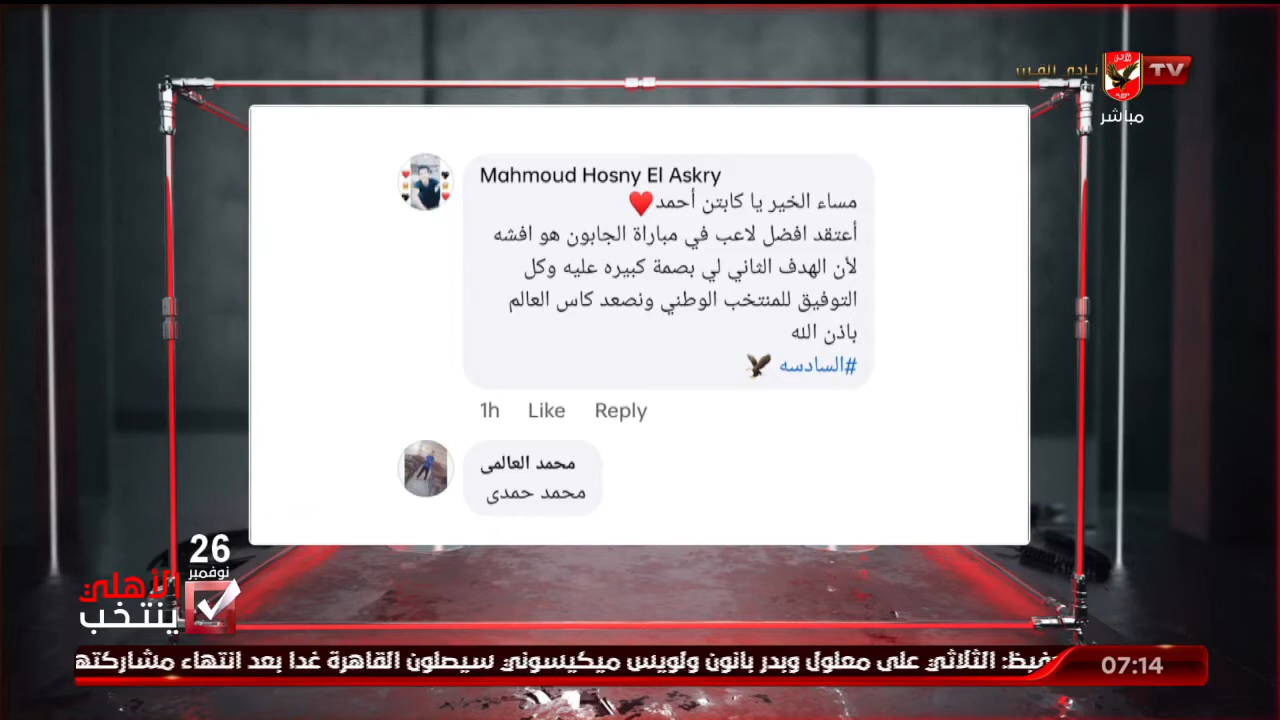 نادي القرن
TV
مباشر
Mahmoud Hosny El Askry
مساء الخير يا كابتن أحمد❤️
أعتقد افضل لاعب في مباراة الجابون هو افشه
لأن الهدف الثاني لي بصمة كبيره عليه وكل
التوفيق للمنتخب الوطني ونصعد كاس العالم
باذن الله
#السادسه 🦅
1h Like Reply
محمد العالمى
محمد حمدى
26
نوفمبر
الأهلي
ينتخب
الثلاثي على معلول وبدر بانون ولويس ميكيسوني سيصلون القاهرة غدا بعد انتهاء
07:14